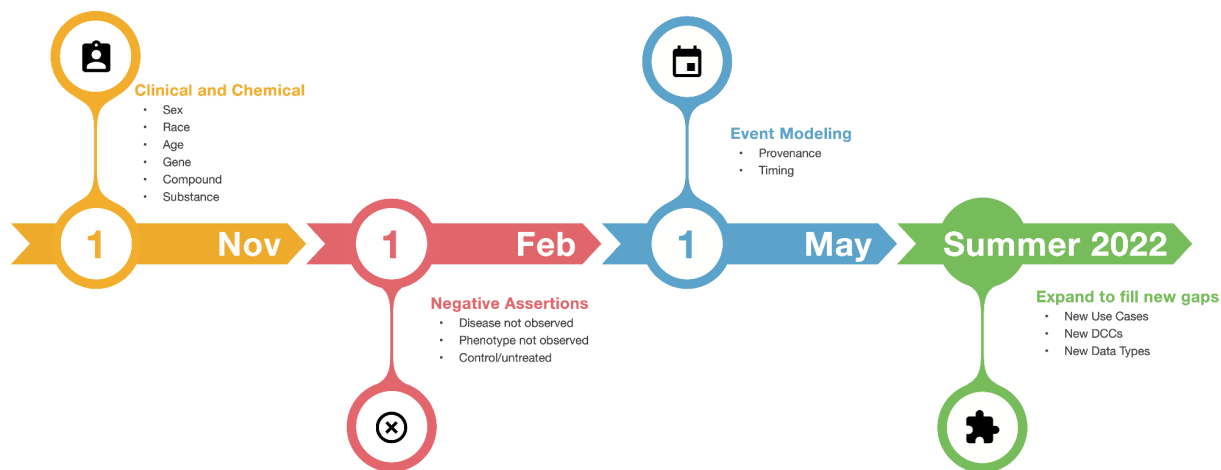 Clinical and Chemical
• Sex
• Race
• Age
• Gene
• Compound
• Substance
1 Nov
1 Feb
Negative Assertions
• Disease not observed
• Phenotype not observed
• Control/untreated
Event Modeling
• Provenance
• Timing
1 May
Summer 2022
Expand to fill new gaps
• New Use Cases
• New DCCs
• New Data Types